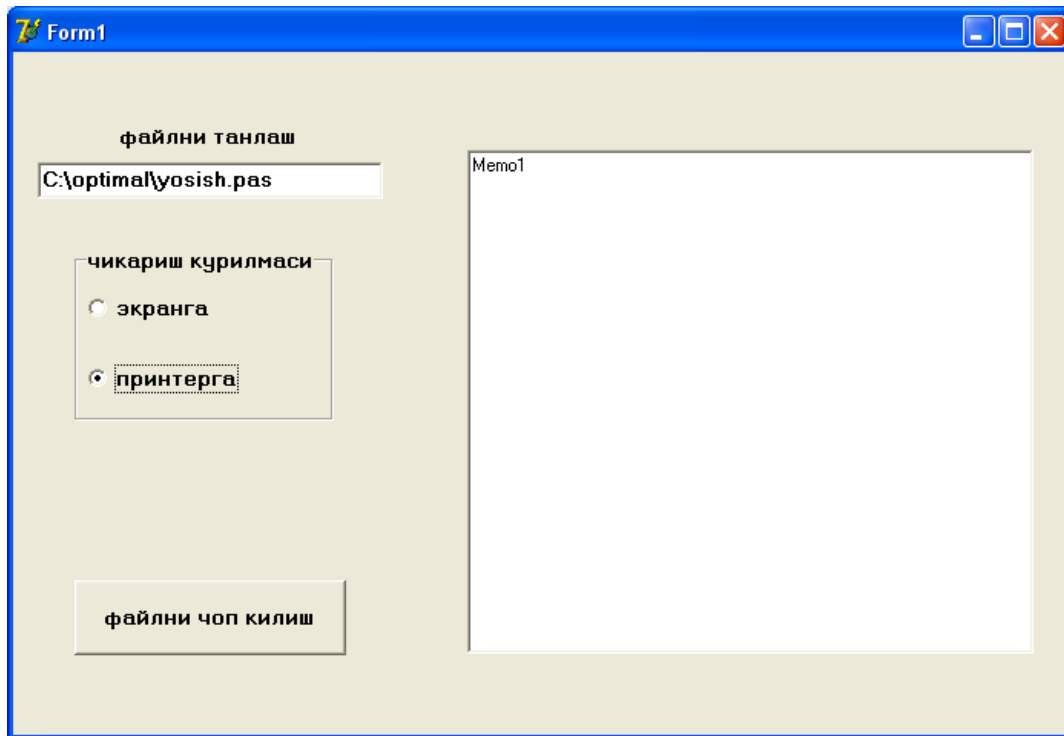 Form1
файлни танлаш
C:\optimal\yosish.pas
Memo1
чикариш курилмаси
экранга
принтерга
файлни чоп килиш